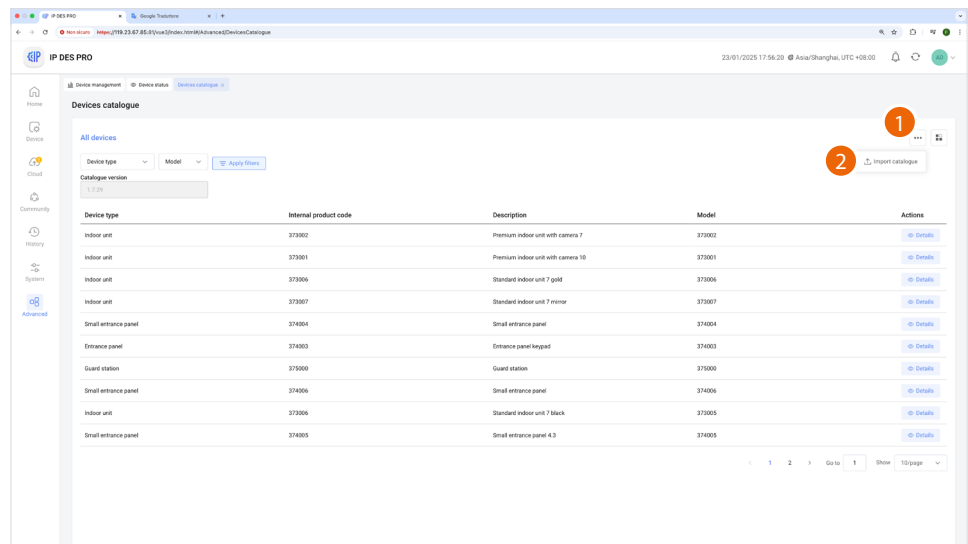 IP DES PRO
Google Traduttore
Non sicuro https://119.23.67.85:81/vue3/index.html#/Advanced/DevicesCatalogue
IP IP DES PRO
23/01/2025 17:56:20 Asia/Shanghai, UTC +08:00
AD
Device management Device status Devices catalogue ×
Home
Devices catalogue
1
All devices
Device
Device type Model Apply filters
2 Import catalogue
Cloud
Catalogue version
1.1.29
Community
Device type Internal product code Description Model Actions
Indoor unit 373002 Premium indoor unit with camera 7 373002 Details
History
Indoor unit 373001 Premium indoor unit with camera 10 373001 Details
System
Indoor unit 373006 Standard indoor unit 7 gold 373006 Details
Indoor unit 373007 Standard indoor unit 7 mirror 373007 Details
Advanced
Small entrance panel 374004 Small entrance panel 374004 Details
Entrance panel 374003 Entrance panel keypad 374003 Details
Guard station 375000 Guard station 375000 Details
Small entrance panel 374006 Small entrance panel 374006 Details
Indoor unit 373006 Standard indoor unit 7 black 373005 Details
Small entrance panel 374005 Small entrance panel 4.3 374005 Details
1 2 Go to 1 Show 10/page